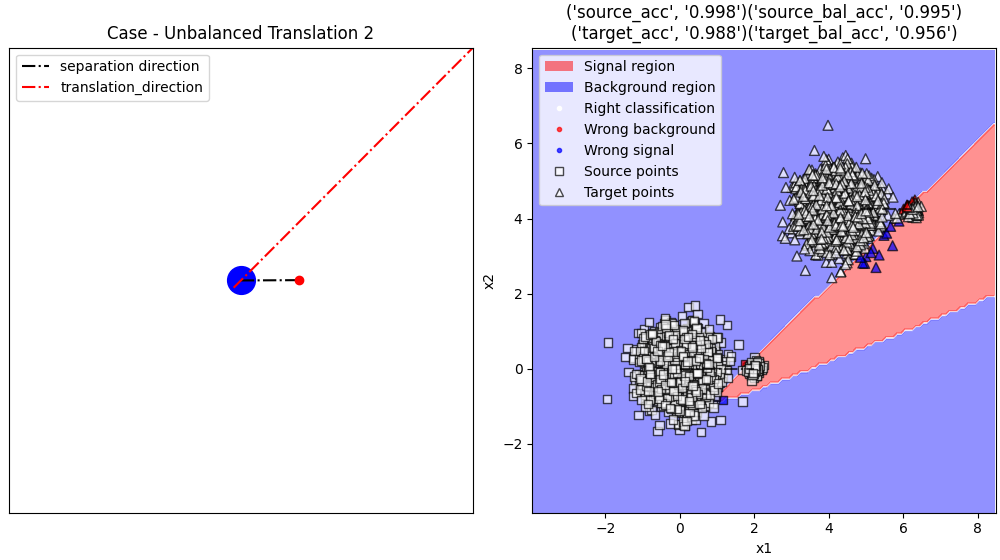 Case - Unbalanced Translation 2
separation direction
translation_direction
('source_acc', '0.998')('source_bal_acc', '0.995')
('target_acc', '0.988')('target_bal_acc', '0.956')
Signal region
Background region
Right classification
Wrong background
Wrong signal
Source points
Target points
8
6
4
2
0
−2
x2
−2
0
2
4
6
8
x1